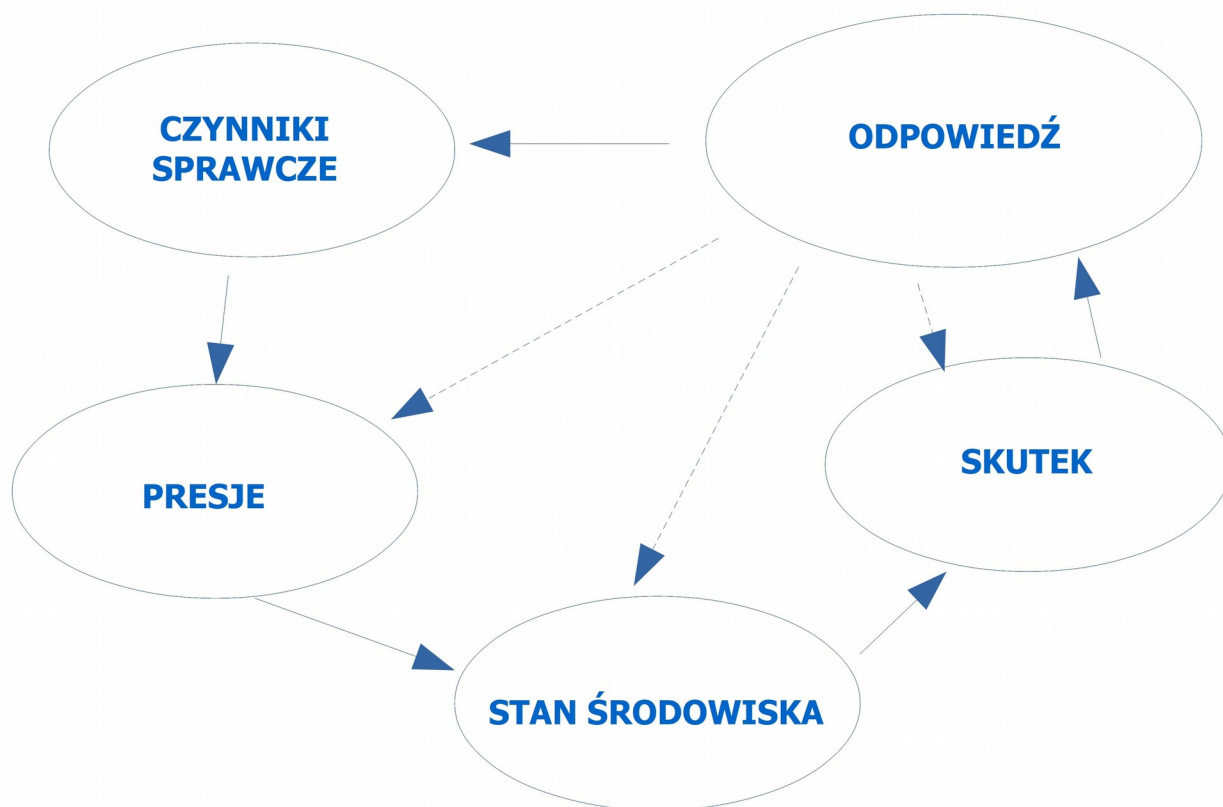 CZYNNIKI
SPRAWCZE
ODPOWIEDŹ
PRESJE
SKUTEK
STAN ŚRODOWISKA